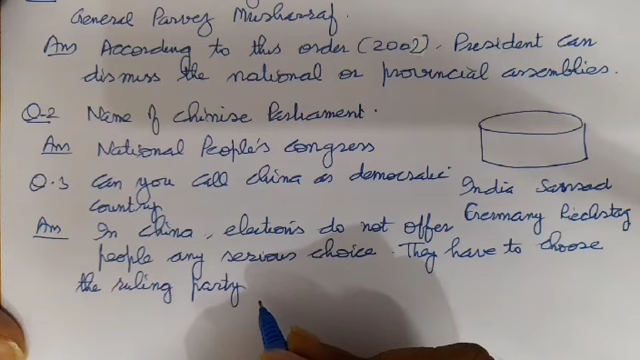 General Parvez Musharraf.
Ans According to this order (2002). President can
dismiss the national or provincial assemblies.
Q-2 Name of Chinise Parliament.
Ans National People's congress
Q.3 Can you call China as democratic
country
India Sansad
Germany Riechstag
Ans In China, elections do not offer
people any serious choice. They have to choose
the ruling party